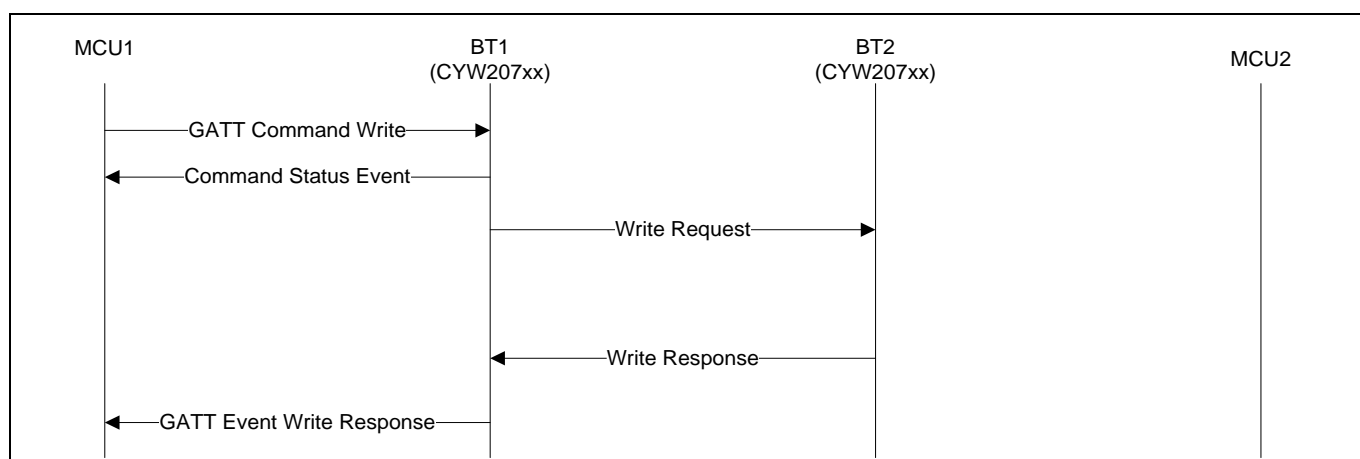 MCU1
BT1
(CYW207xx)
BT2
(CYW207xx)
MCU2
GATT Command Write
Command Status Event
Write Request
Write Response
GATT Event Write Response